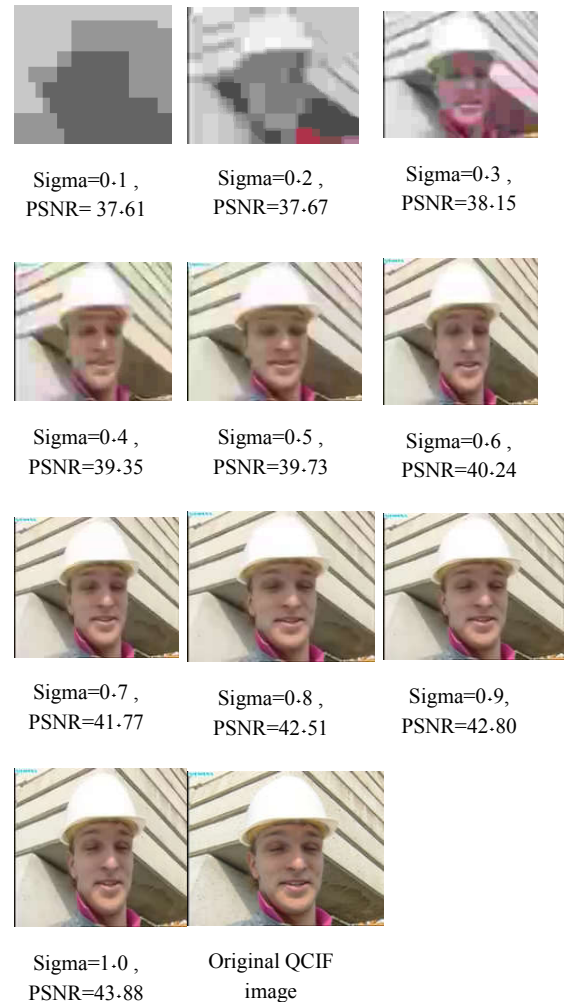 Sigma=0.1 ,
PSNR= 37.61
Sigma=0.2 ,
PSNR=37.67
Sigma=0.3 ,
PSNR=38.15
Sigma=0.4 ,
PSNR=39.35
Sigma=0.5 ,
PSNR=39.73
Sigma=0.6 ,
PSNR=40.24
Sigma=0.7 ,
PSNR=41.77
Sigma=0.8 ,
PSNR=42.51
Sigma=0.9,
PSNR=42.80
Sigma=1.0 ,
PSNR=43.88
Original QCIF
image